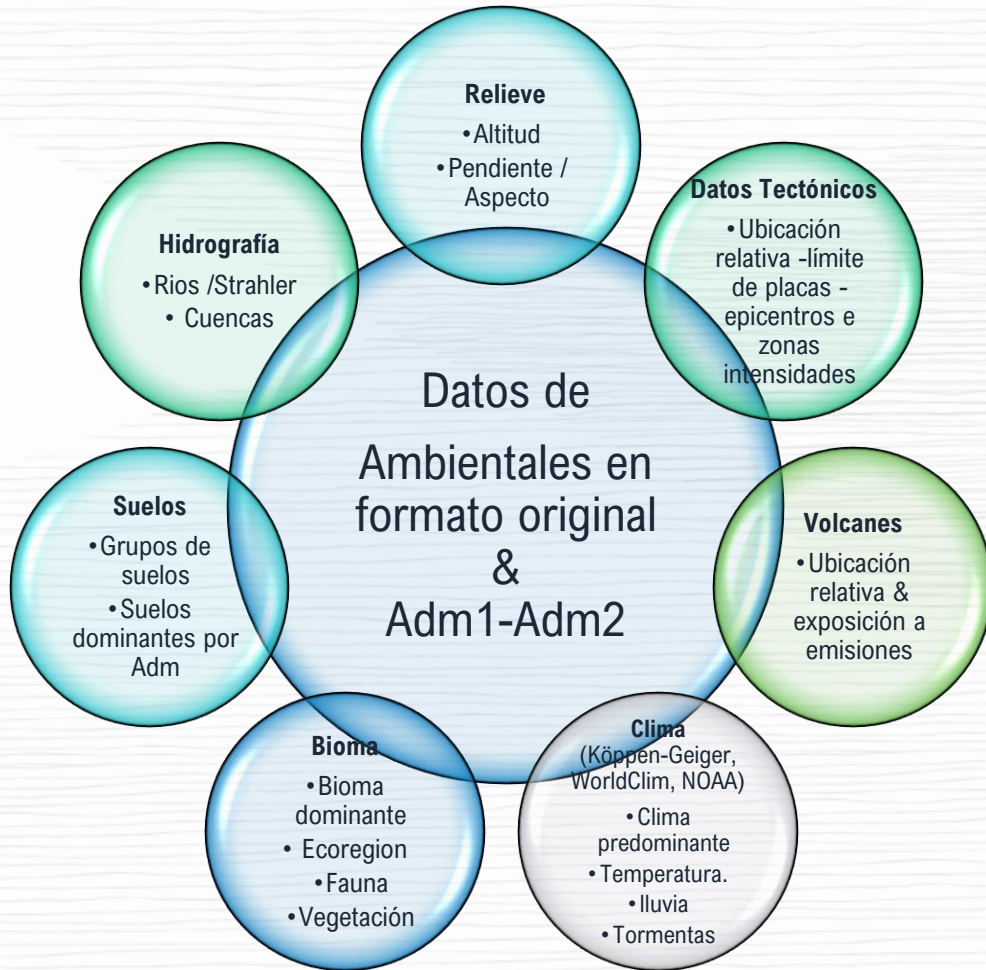 Relieve
•Altitud
•Pendiente /
Aspecto
Datos Tectónicos
•Ubicación
relativa -límite
de placas -
epicentros e
zonas
intensidades
Volcanes
•Ubicación
relativa &
exposición a
emisiones
Clima
(Köppen-Geiger,
WorldClim, NOAA)
•Clima
predominante
•Temperatura.
•lluvia
•Tormentas
Bioma
•Bioma
dominante
• Ecoregion
•Fauna
•Vegetación
Suelos
•Grupos de
suelos
•Suelos
dominantes por
Adm
Hidrografía
•Rios /Strahler
• Cuencas
Datos de
Ambientales en
formato original
&
Adm1-Adm2